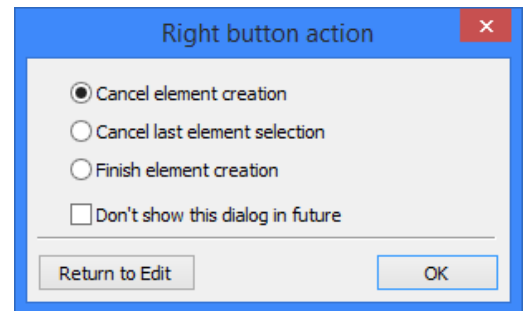 Right button action
Cancel element creation
Cancel last element selection
Finish element creation
Don't show this dialog in future
Return to Edit
OK